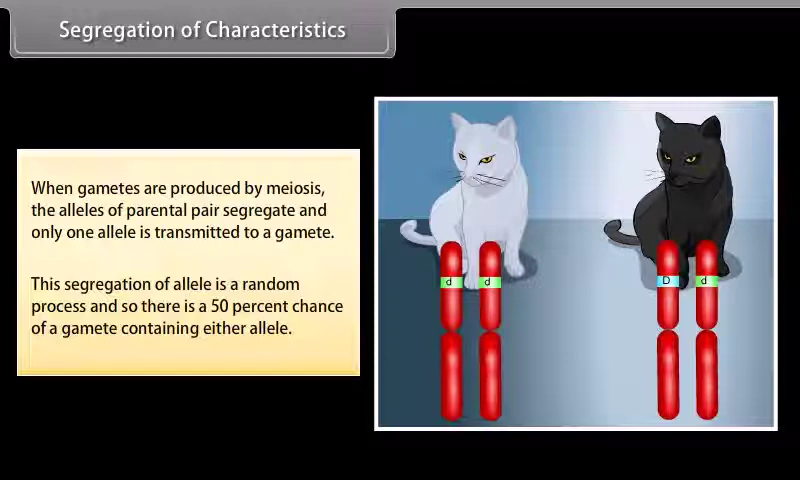 Segregation of Characteristics
When gametes are produced by meiosis,
the alleles of parental pair segregate and
only one allele is transmitted to a gamete.
This segregation of allele is a random
process and so there is a 50 percent chance
of a gamete containing either allele.
d d D d